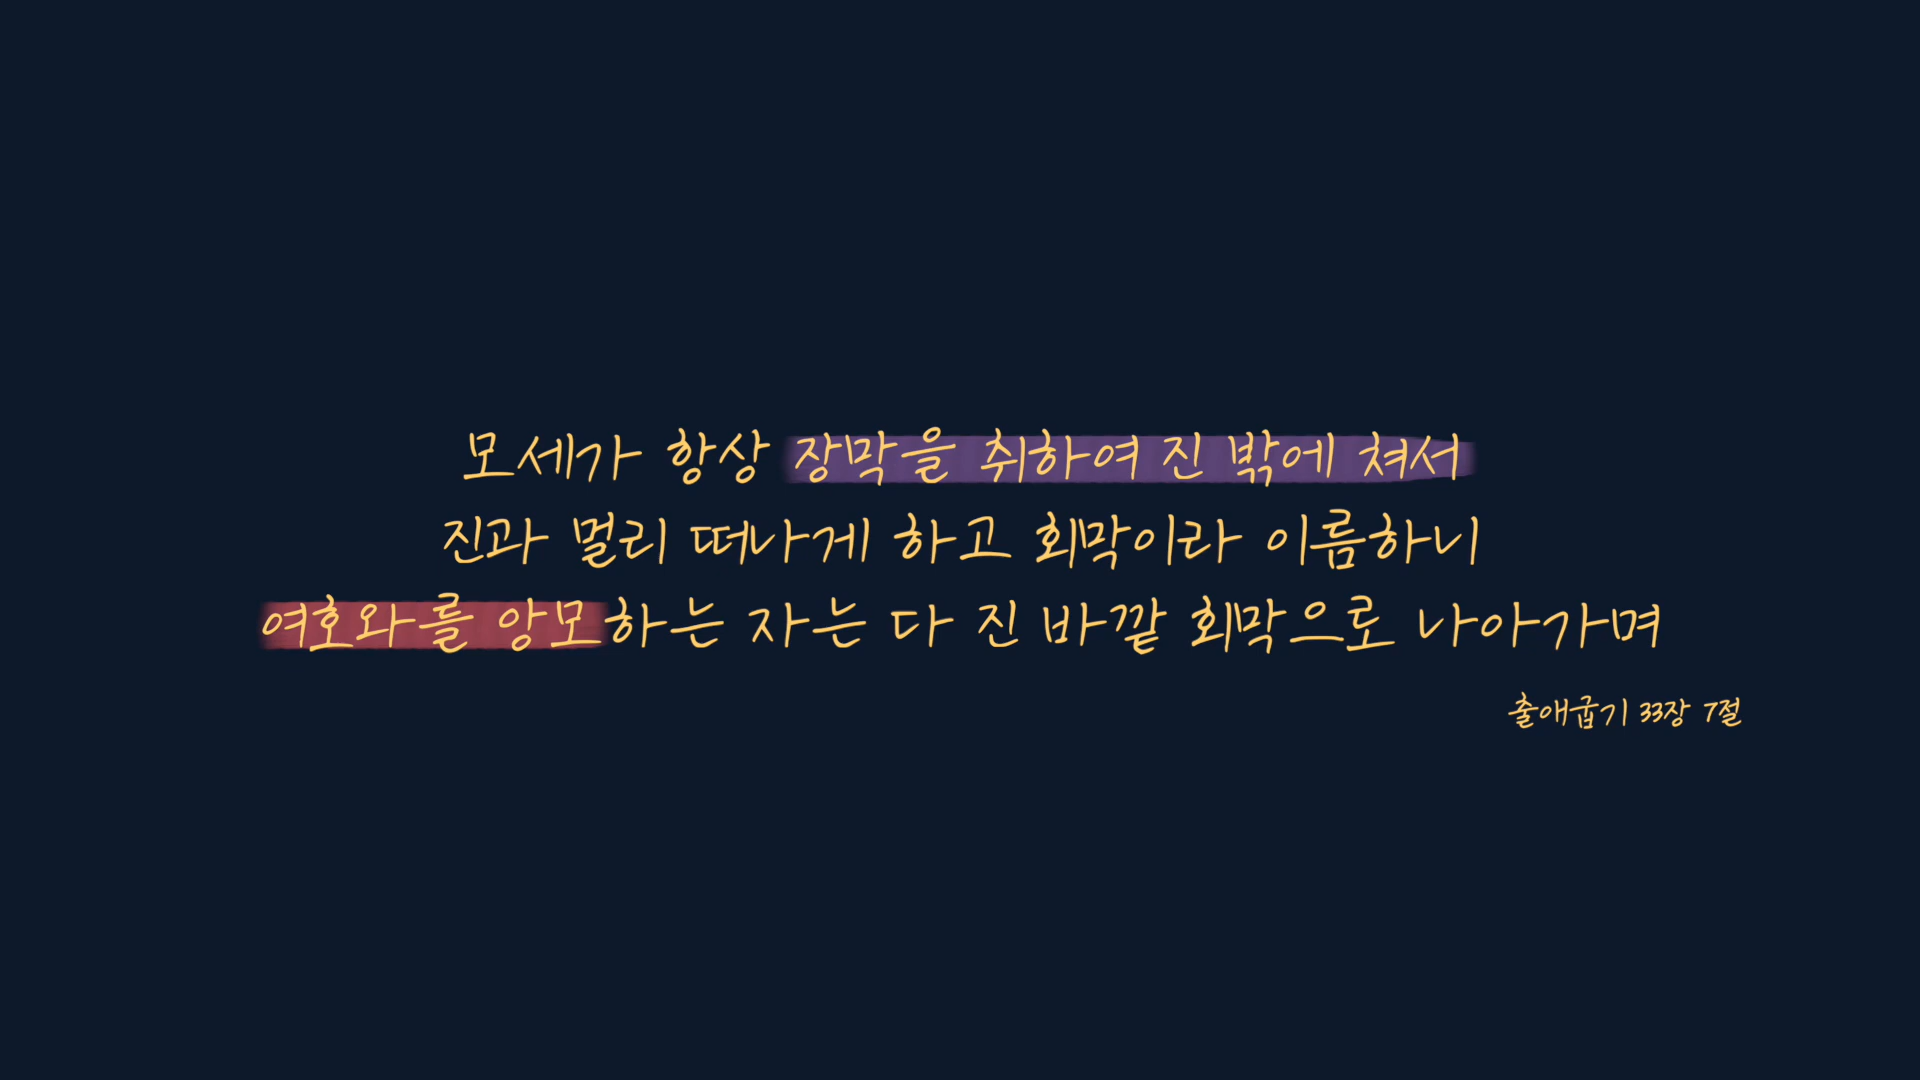 모세가 항상 장막을 취하여 진 밖에 쳐서
진과 멀리 떠나게 하고 회막이라 이름하니
여호와를 앙모하는 자는 다 진 바깥 회막으로 나아가며
출애굽기 33장 7절